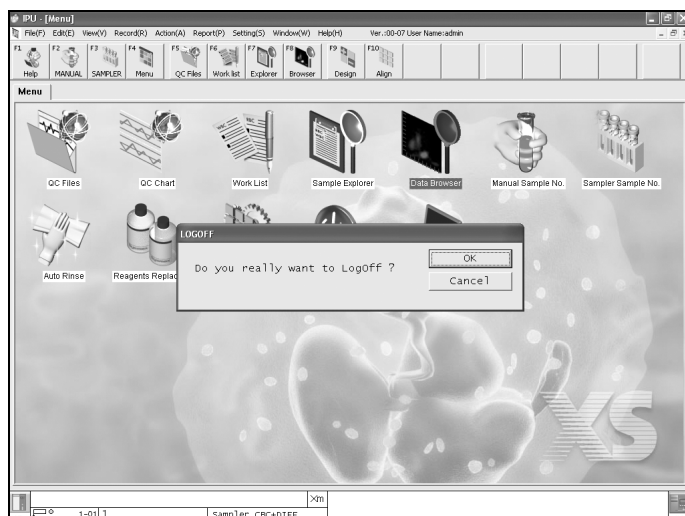 IPU - [Menu]
File(F) Edit(E) View(V) Record(R) Action(A) Report(P) Setting(S) Window(W) Help(H) Ver.:00-07 User Name:admin
F1 F2 F3 F4 F5 F6 F7 F8 F9 F10
Help MANUAL SAMPLER Menu QC Files Work list Explorer Browser Design Align
Menu
QC Files QC Chart Work List Sample Explorer Data Browser Manual Sample No. Sampler Sample No.
LOGOFF
Do you really want to LogOff ?
OK
Cancel
Auto Rinse Reagents Replac
XS
Xm
1-01 1 Sampler CBC+DIFF